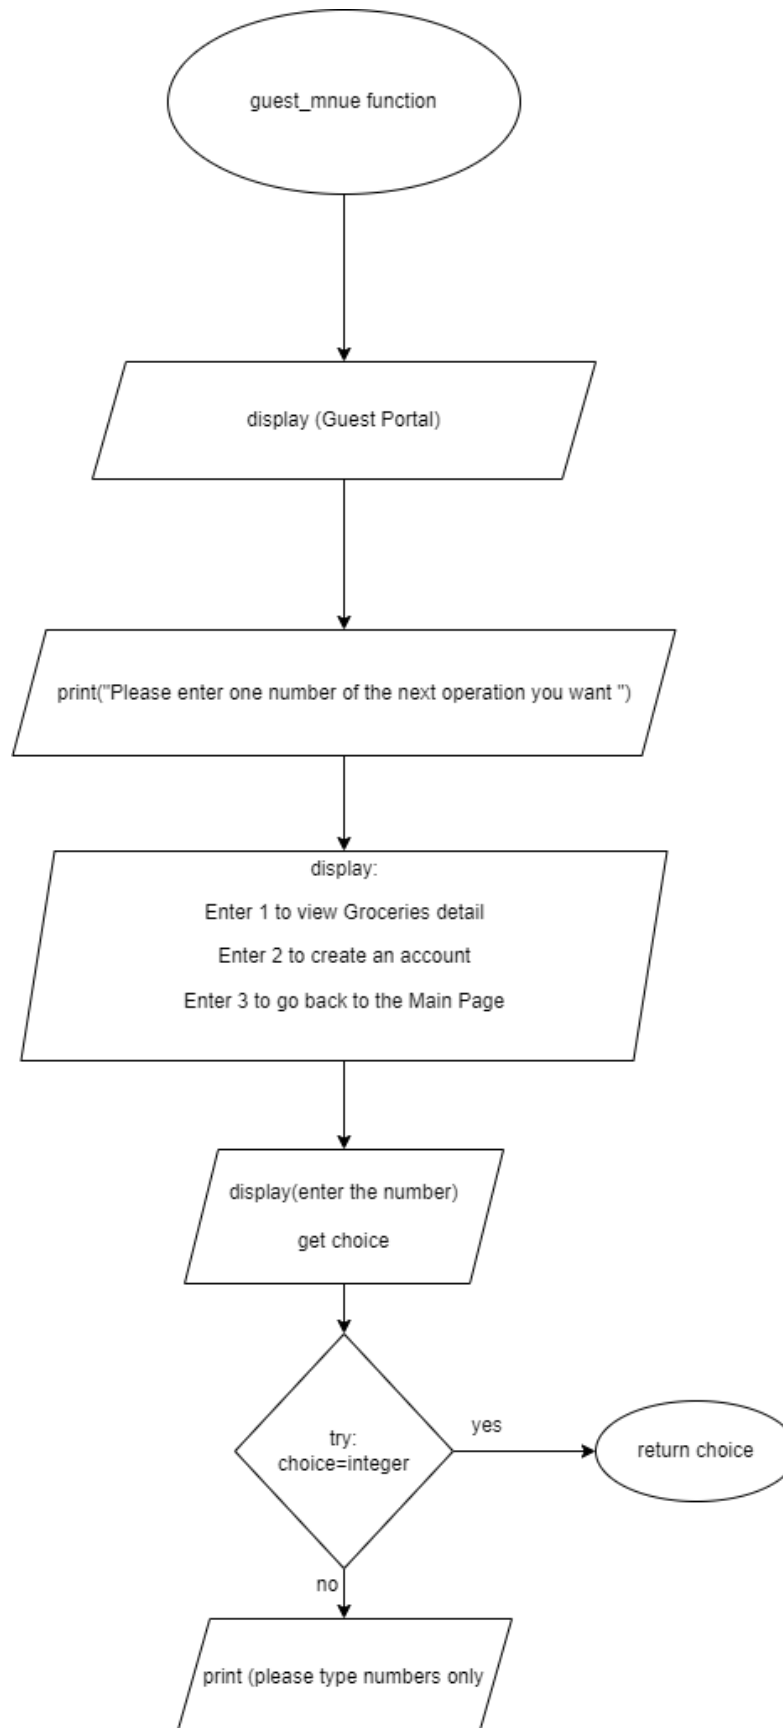 guest_mnue function
display (Guest Portal)
print("Please enter one number of the next operation you want ")
display:
Enter 1 to view Groceries detail
Enter 2 to create an account
Enter 3 to go back to the Main Page
display(enter the number)
get choice
try:
choice=integer
yes
return choice
no
print (please type numbers only